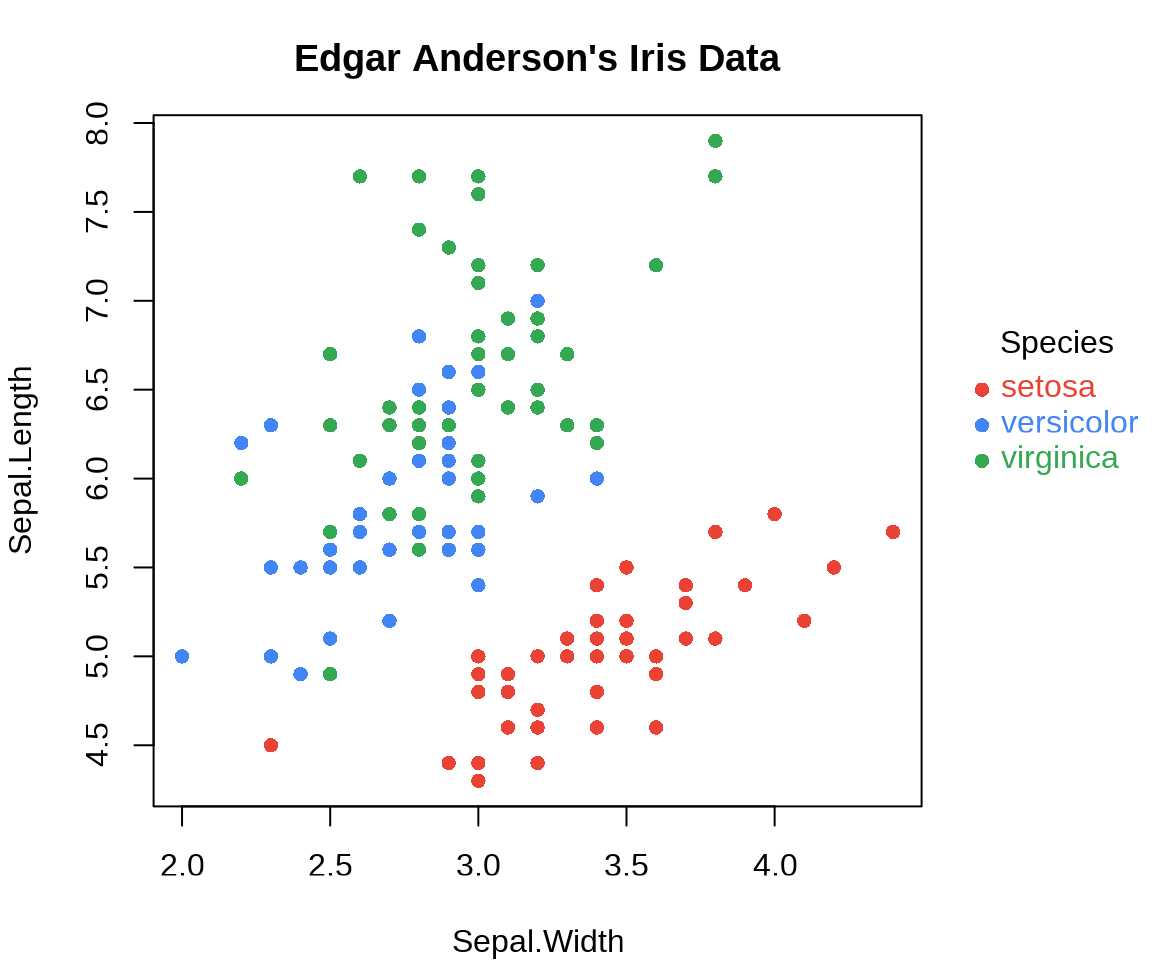 Edgar Anderson's Iris Data
Sepal.Length
8.0
7.5
7.0
6.5
6.0
5.5
5.0
4.5
2.0 2.5 3.0 3.5 4.0
Sepal.Width
Species
setosa
versicolor
virginica